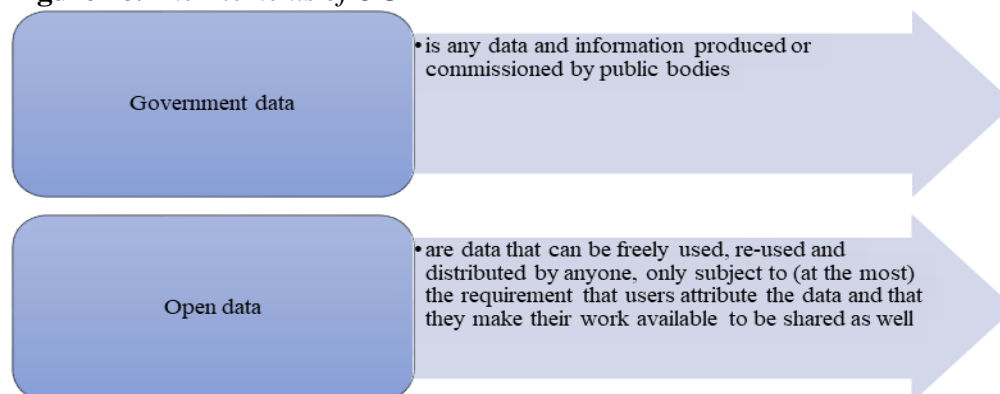 Government data
• is any data and information produced or
commissioned by public bodies
Open data
• are data that can be freely used, re-used and
distributed by anyone, only subject to (at the most)
the requirement that users attribute the data and that
they make their work available to be shared as well